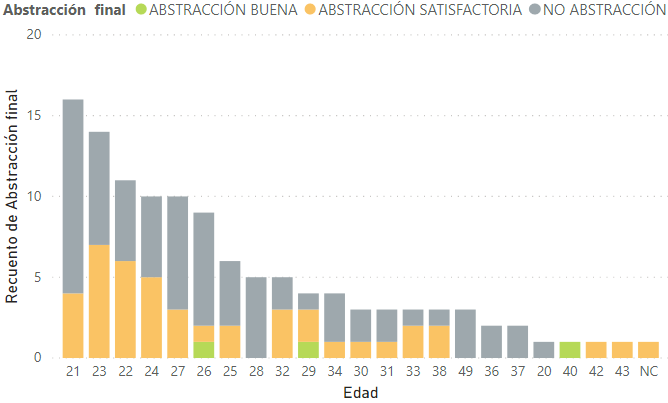 Abstracción final ABSTRACCIÓN BUENA ABSTRACCIÓN SATISFACTORIA NO ABSTRACCIÓN
20
15
10
5
0
Recuento de Abstracción final
21 23 22 24 27 26 25 28 32 29 34 30 31 33 38 49 36 37 20 40 42 43 NC
Edad